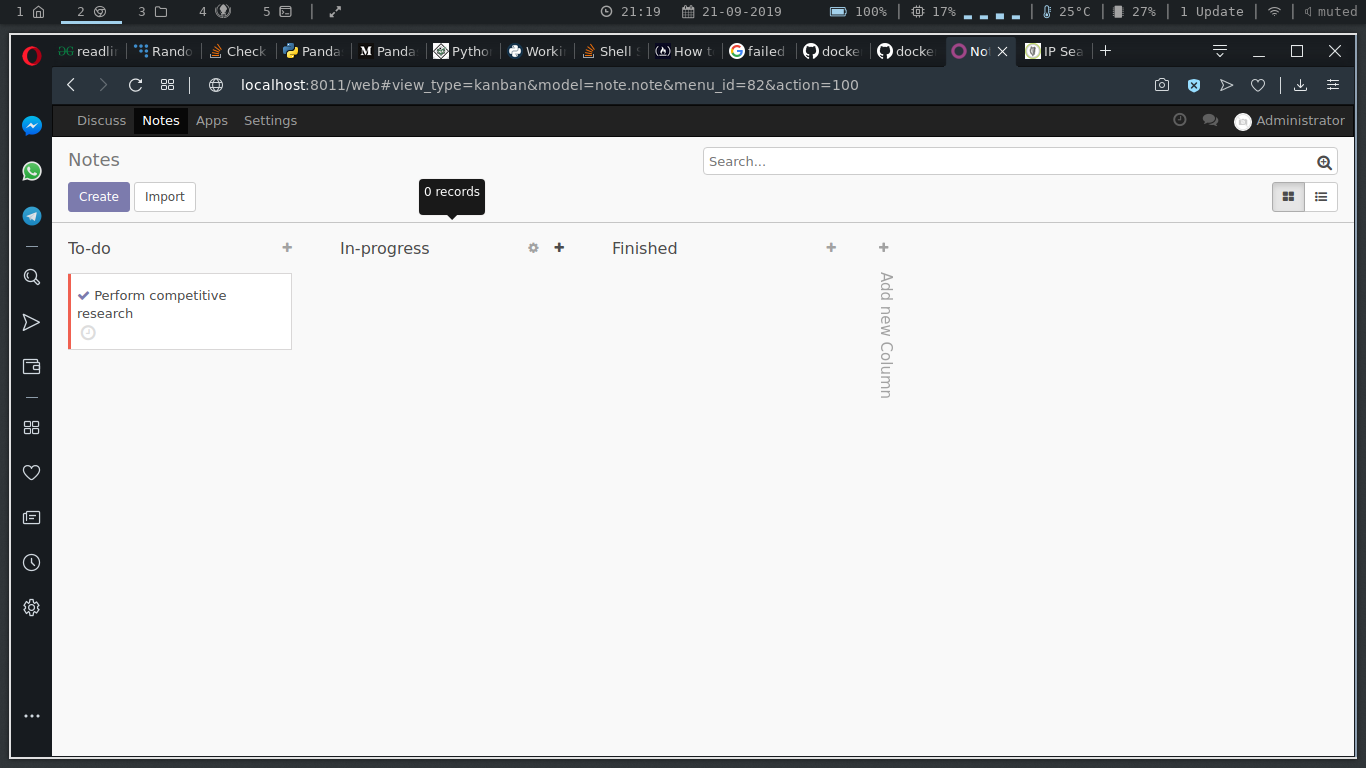 1 2 3 4 5 21:19 21-09-2019 100% 17% 25°C 27% 1 Update muted
readlin Rando Check Panda Panda Pytho Worki Shell S How t failed docke docke Not IP Sea
localhost:8011/web#view_type=kanban&model=note.note&menu_id=82&action=100
Discuss Notes Apps Settings Administrator
Notes
Search...
Create Import
0 records
To-do
In-progress
Finished
Add new Column
Perform competitive
research